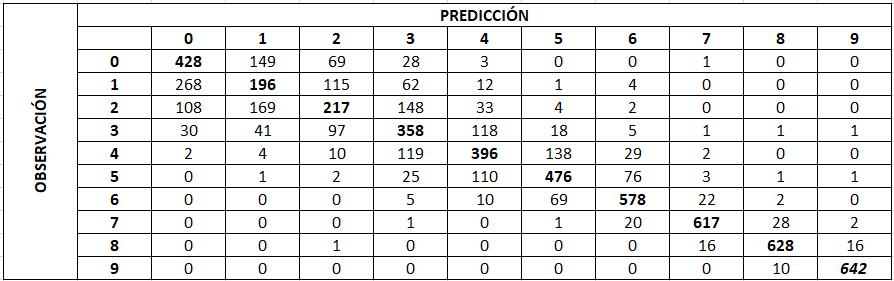 PREDICCIÓN
0 1 2 3 4 5 6 7 8 9
OBSERVACIÓN
0 428 149 69 28 3 0 0 1 0 0
1 268 196 115 62 12 1 4 0 0 0
2 108 169 217 148 33 4 2 0 0 0
3 30 41 97 358 118 18 5 1 1 1
4 2 4 10 119 396 138 29 2 0 0
5 0 1 2 25 110 476 76 3 1 1
6 0 0 0 5 10 69 578 22 2 0
7 0 0 0 1 0 1 20 617 28 2
8 0 0 1 0 0 0 0 16 628 16
9 0 0 0 0 0 0 0 0 10 642